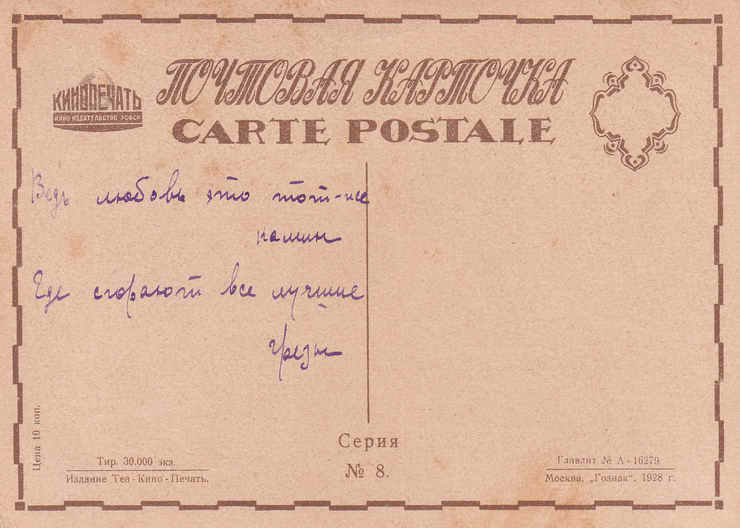 КИНОПЕЧАТЬ
КИНО ИЗДАТЕЛЬСТВО РСФСР
ПОЧТОВАЯ КАРТОЧКА
CARTE POSTALE
Ведь любовь это тот-же
камин
Где сгорают все лучшие
грезы
Цена 10 коп.
Тир. 30.000 экз.
Издание Теа-Кино-Печать.
Серия
№ 8.
Главлит № А-16279
Москва. „Гознак". 1928 г.